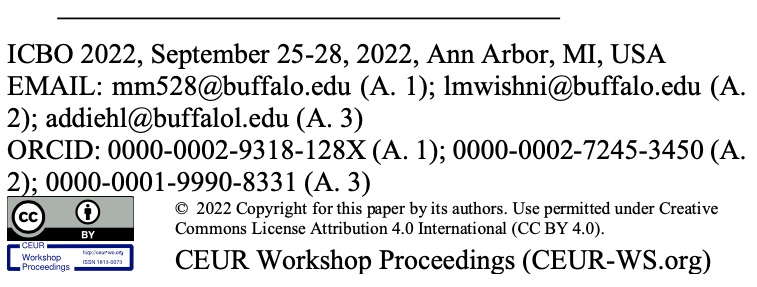 ICBO 2022, September 25-28, 2022, Ann Arbor, MI, USA
EMAIL: mm528@buffalo.edu (A. 1); lmwishni@buffalo.edu (A.
2); addiehl@buffalol.edu (A. 3)
ORCID: 0000-0002-9318-128X (A. 1); 0000-0002-7245-3450 (A.
2); 0000-0001-9990-8331 (A. 3)
cc
BY
© 2022 Copyright for this paper by its authors. Use permitted under Creative
Commons License Attribution 4.0 International (CC BY 4.0).
CEUR
Workshop
Proceedings
http://ceur-ws.org
ISSN 1613-0073
CEUR Workshop Proceedings (CEUR-WS.org)